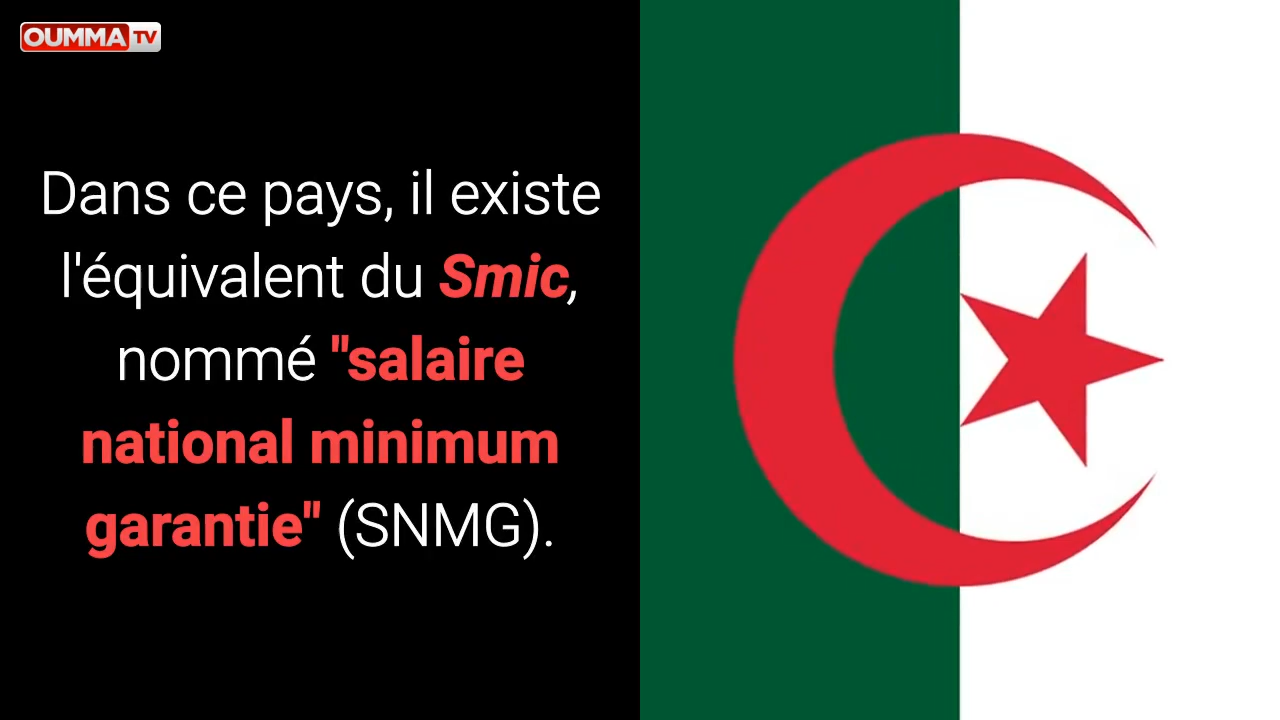 OUMMA TV
Dans ce pays, il existe
l'équivalent du Smic,
nommé "salaire
national minimum
garantie" (SNMG).